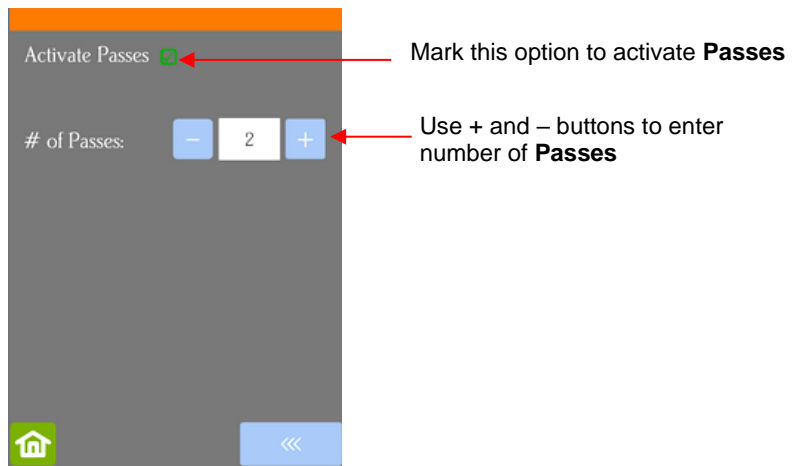 Activate Passes
Mark this option to activate Passes
# of Passes:
− 2 +
Use + and – buttons to enter
number of Passes
<<<